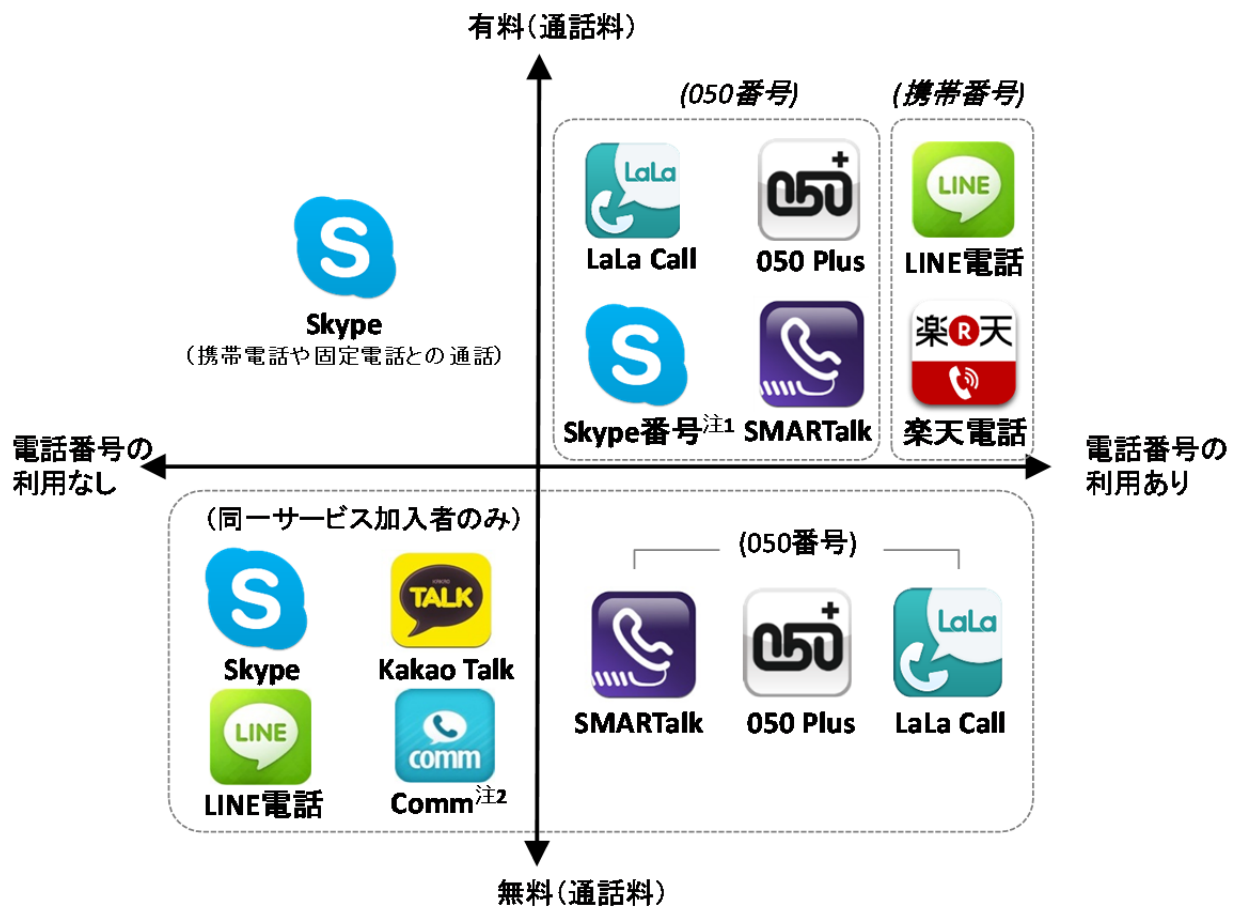 有料(通話料)
(050番号)
(携帯番号)
LaLa
050+
LINE
LaLa Call
050 Plus
LINE電話
S
Skype
(携帯電話や固定電話との通話)
S
楽R天
Skype番号注1
SMARTalk
楽天電話
電話番号の
利用なし
電話番号の
利用あり
(同一サービス加入者のみ)
(050番号)
S
TALK
Skype
Kakao Talk
050+
LaLa
SMARTalk
050 Plus
LaLa Call
LINE
comm
LINE電話
Comm注2
無料(通話料)